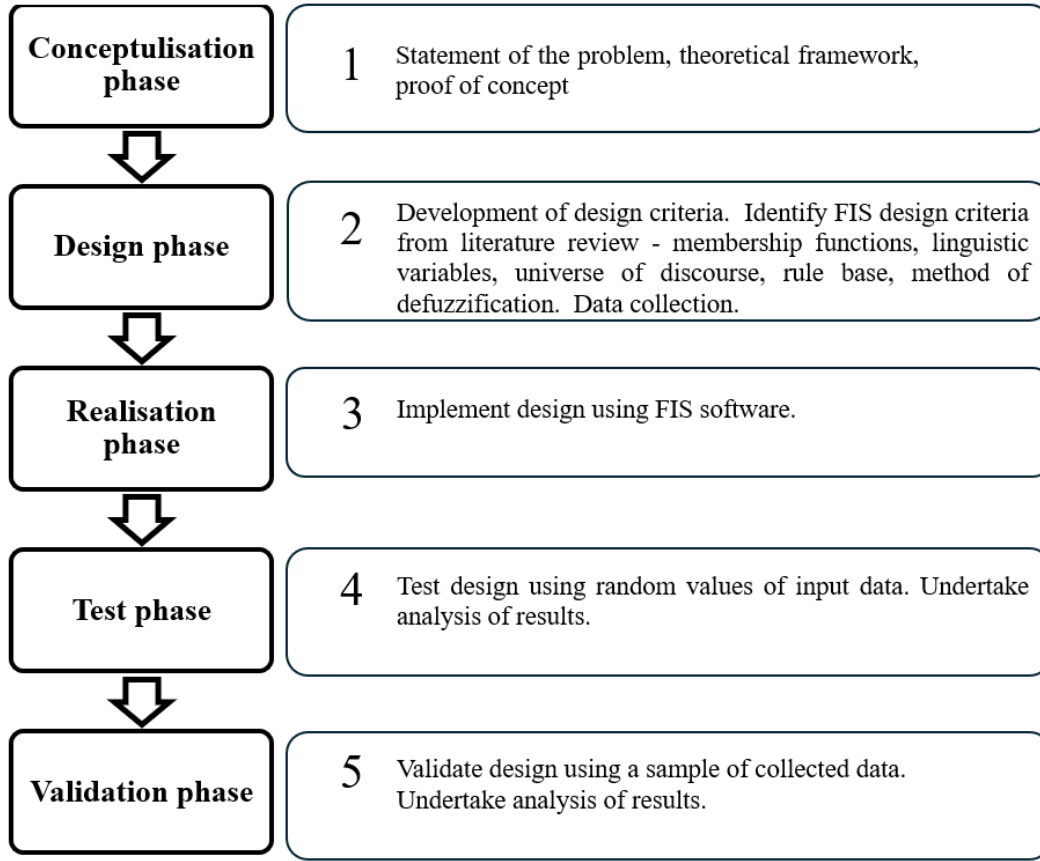 Conceptulisation
phase
1
Statement of the problem, theoretical framework,
proof of concept
Design phase
2
Development of design criteria. Identify FIS design criteria
from literature review - membership functions, linguistic
variables, universe of discourse, rule base, method of
defuzzification. Data collection.
Realisation
phase
3
Implement design using FIS software.
Test phase
4
Test design using random values of input data. Undertake
analysis of results.
Validation phase
5
Validate design using a sample of collected data.
Undertake analysis of results.